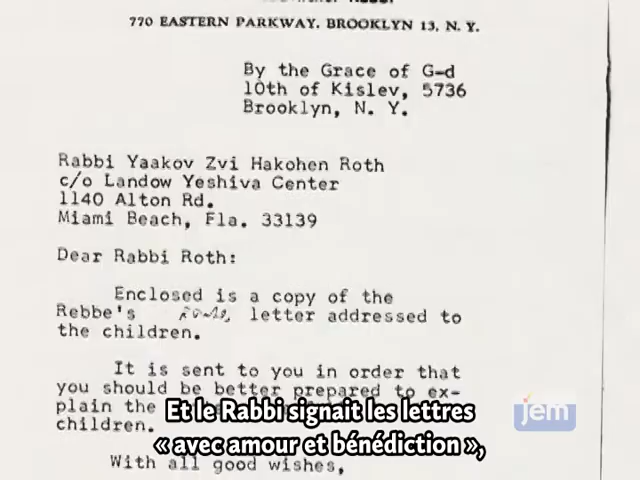 770 EASTERN PARKWAY. BROOKLYN 13, N. Y.
By the Grace of G-d
10th of Kislev, 5736
Brooklyn, N. Y.
Rabbi Yaakov Zvi Hakohen Roth
c/o Landow Yeshiva Center
1140 Alton Rd.
Miami Beach, Fla. 33139
Dear Rabbi Roth:
Enclosed is a copy of the
Rebbe's letter addressed to
the children.
It is sent to you in order that
you should be better prepared to ex-
plain the
children.
With all good wishes,
Et le Rabbi signait les lettres
« avec amour et bénédiction »,
jem